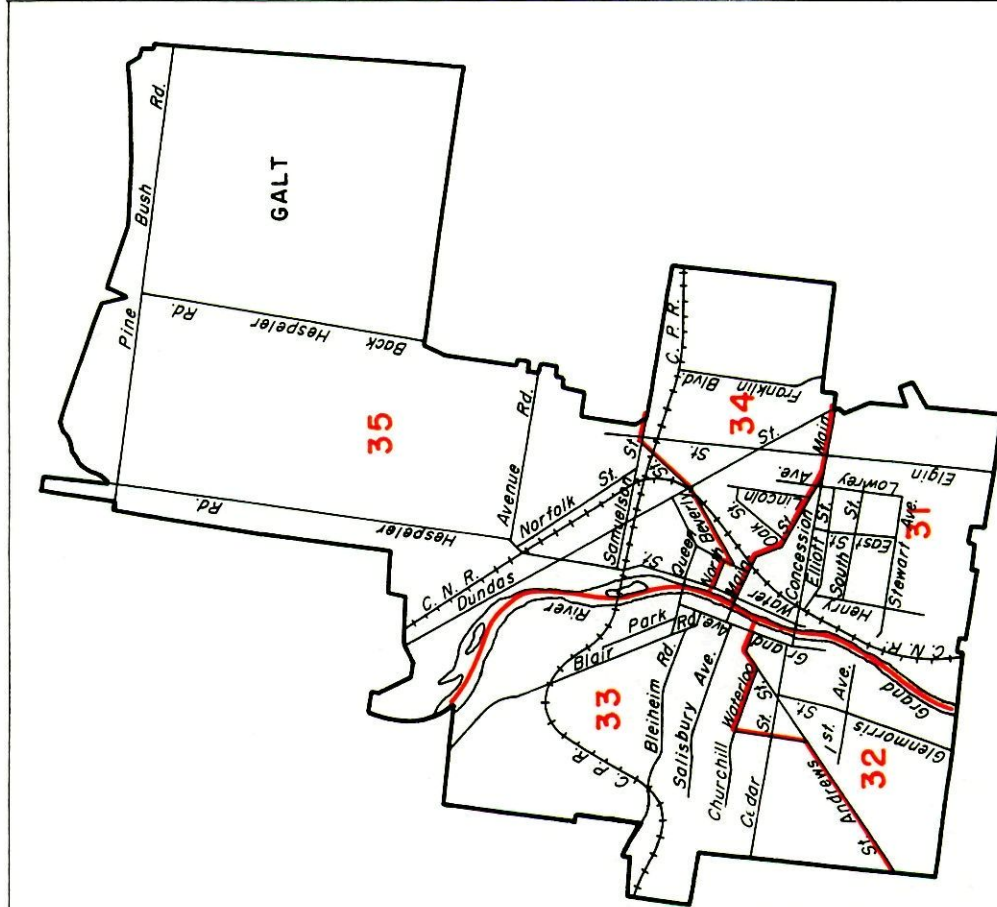 Pine Bush Rd.
GALT
Back Hespeler Rd.
35
Hespeler Rd.
Avenue Rd.
Norfolk St.
C. N. R.
Dundas St.
Samuelson St.
C. P. R.
Franklin Blvd.
34
Elgin St.
Main
Lowrey Ave.
Lincoln
Oak St.
Beverly St.
Queen
North
Main St.
Water St.
Concession
Elliott St.
South St.
East St.
Henry
Stewart Ave.
31
C. N. R.
River
Grand
Park
Blair Rd.
Ave.
Grand
33
C. P. R.
Bleiheim Rd.
Salisbury Ave.
Waterloo St.
Churchill
Cedar St.
1st. Ave.
Glenmorris St.
32
St. Andrews